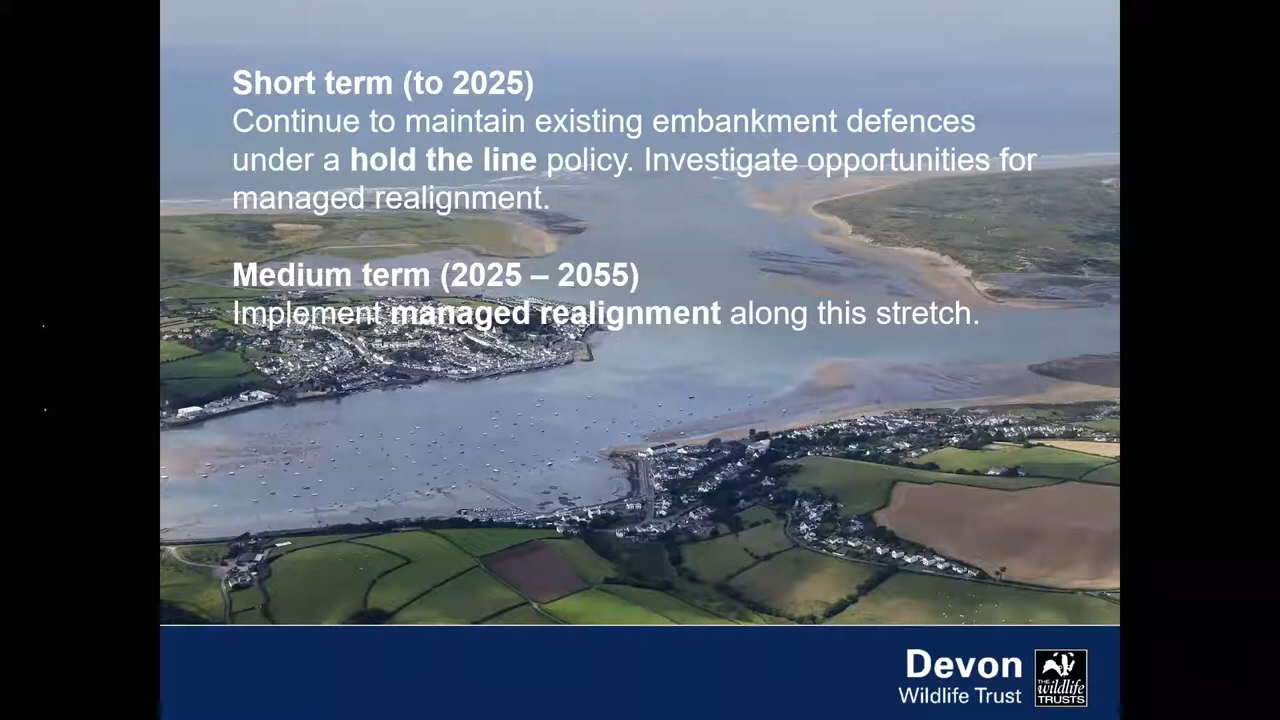 Short term (to 2025)
Continue to maintain existing embankment defences
under a hold the line policy. Investigate opportunities for
managed realignment.
Medium term (2025 – 2055)
Implement managed realignment along this stretch.
Devon
Wildlife Trust
THE
wildlife
TRUSTS